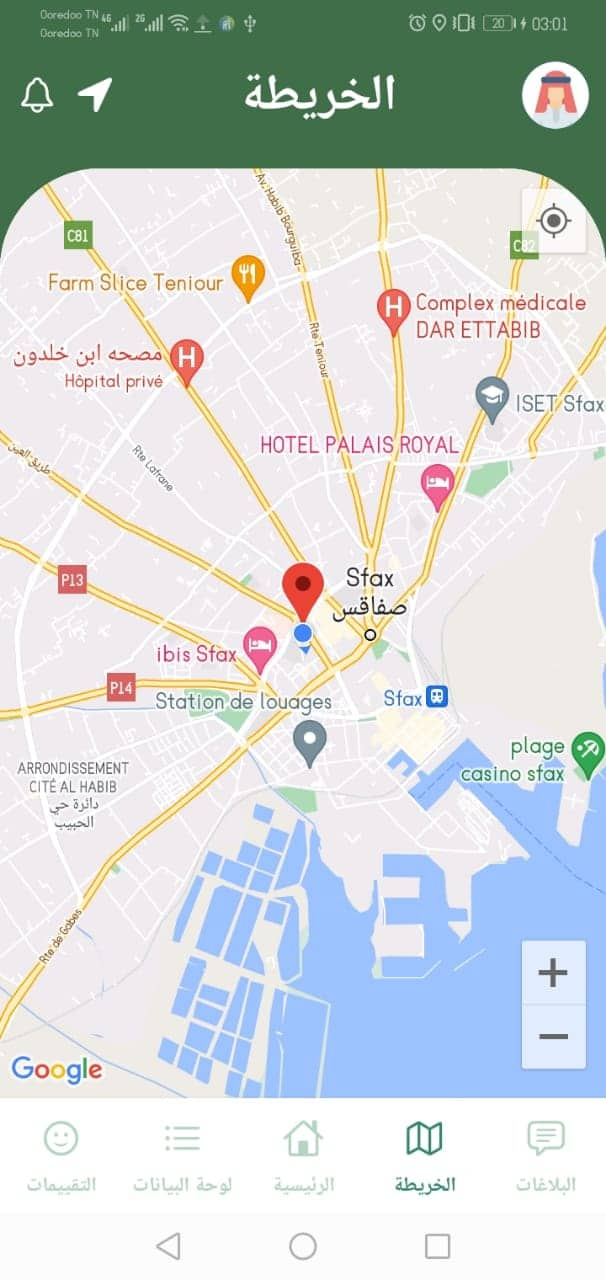 Ooredoo TN
Ooredoo TN
4G
2G
20
03:01
الخريطة
C81
Av. Habib Bourguiba
C82
Farm Slice Teniour
Complex médicale
DAR ETTABIB
Rte Teniour
مصحه ابن خلدون
Hôpital privé
ISET Sfax
HOTEL PALAIS ROYAL
طريق العين
Rte Lafrane
P13
Sfax
صفاقس
ibis Sfax
P14
Station de louages
Sfax
plage
casino sfax
ARRONDISSEMENT
CITÉ AL HABIB
دائرة حي
الحبيب
Rte de Gabes
+
−
Google
البلاغات
الخريطة
الرئيسية
لوحة البيانات
التقييمات